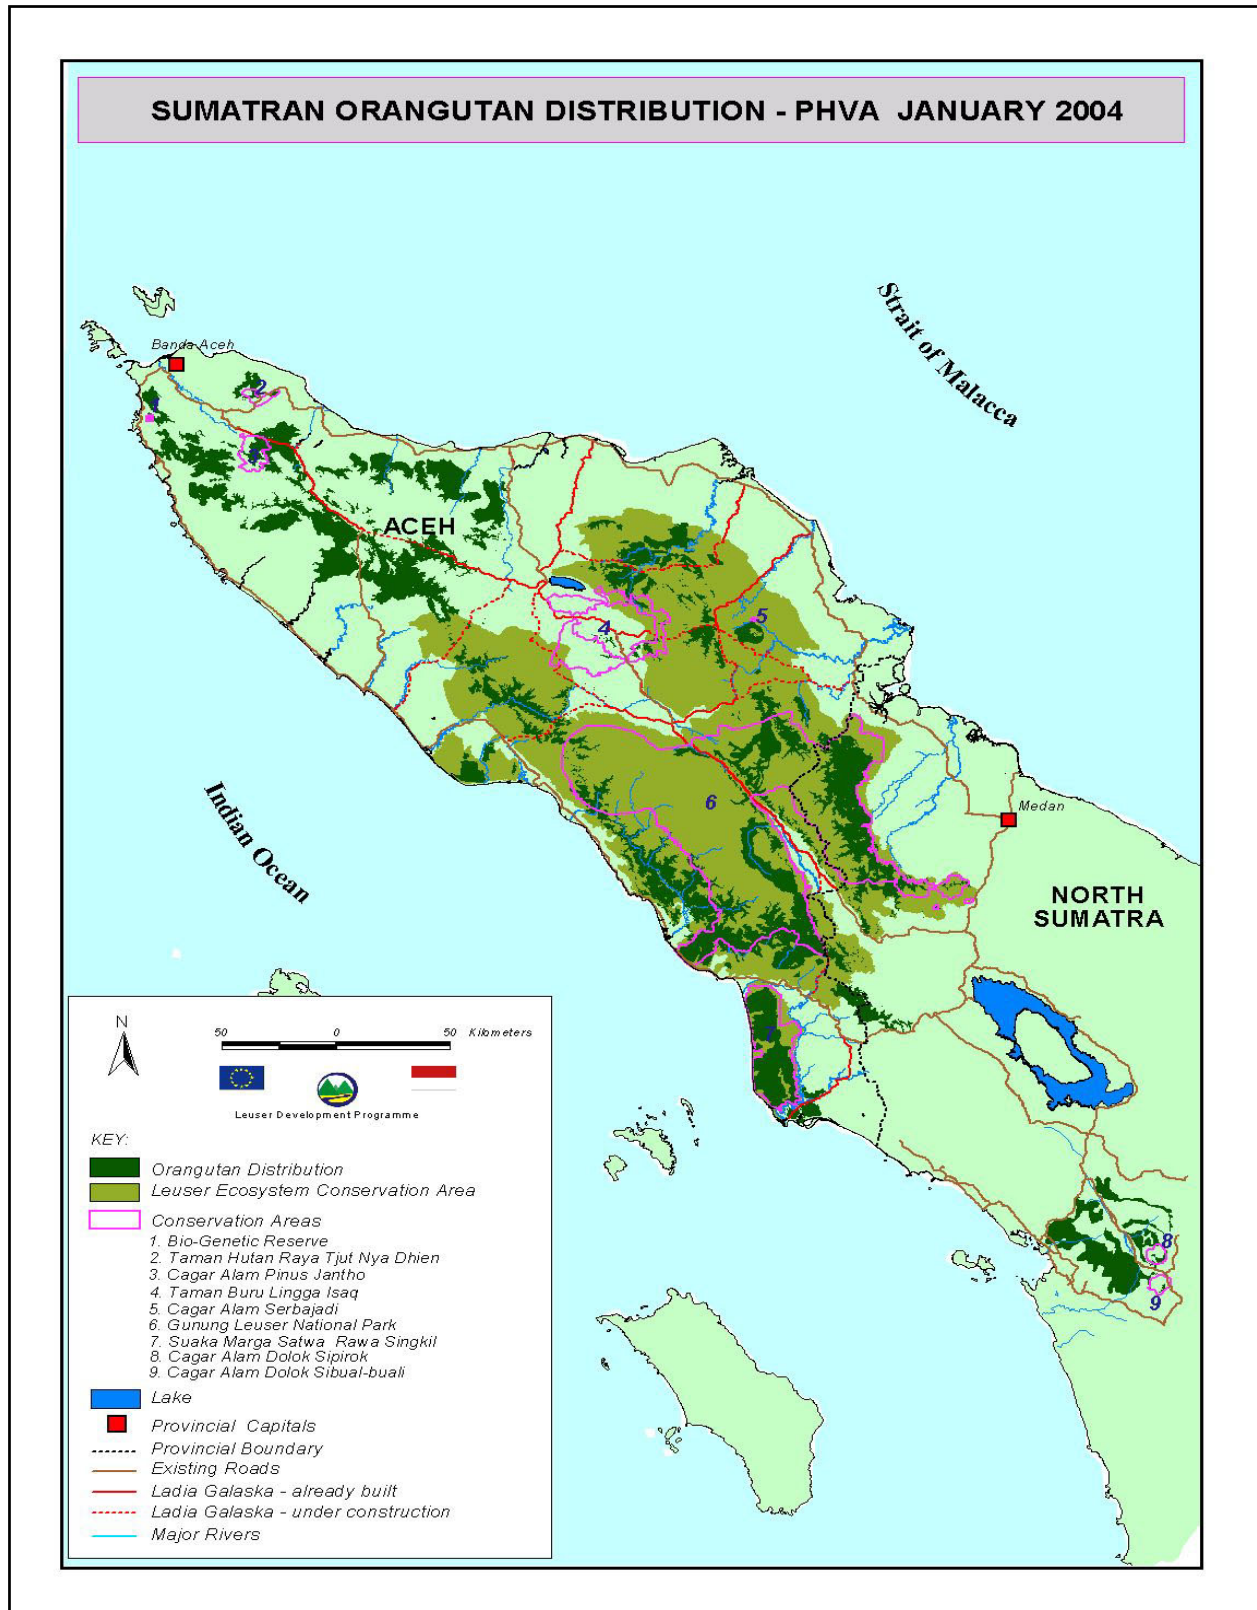 SUMATRAN ORANGUTAN DISTRIBUTION - PHVA JANUARY 2004
Strait of Malacca
Banda Aceh
2
1
3
ACEH
5
4
Indian Ocean
6
Medan
NORTH
SUMATRA
7
8
9
N
50 0 50 Kilometers
Leuser Development Programme
KEY:
Orangutan Distribution
Leuser Ecosystem Conservation Area
Conservation Areas
1. Bio-Genetic Reserve
2. Taman Hutan Raya Tjut Nya Dhien
3. Cagar Alam Pinus Jantho
4. Taman Buru Lingga Isaq
5. Cagar Alam Serbajadi
6. Gunung Leuser National Park
7. Suaka Marga Satwa Rawa Singkil
8. Cagar Alam Dolok Sipirok
9. Cagar Alam Dolok Sibual-buali
Lake
Provincial Capitals
Provincial Boundary
Existing Roads
Ladia Galaska - already built
Ladia Galaska - under construction
Major Rivers